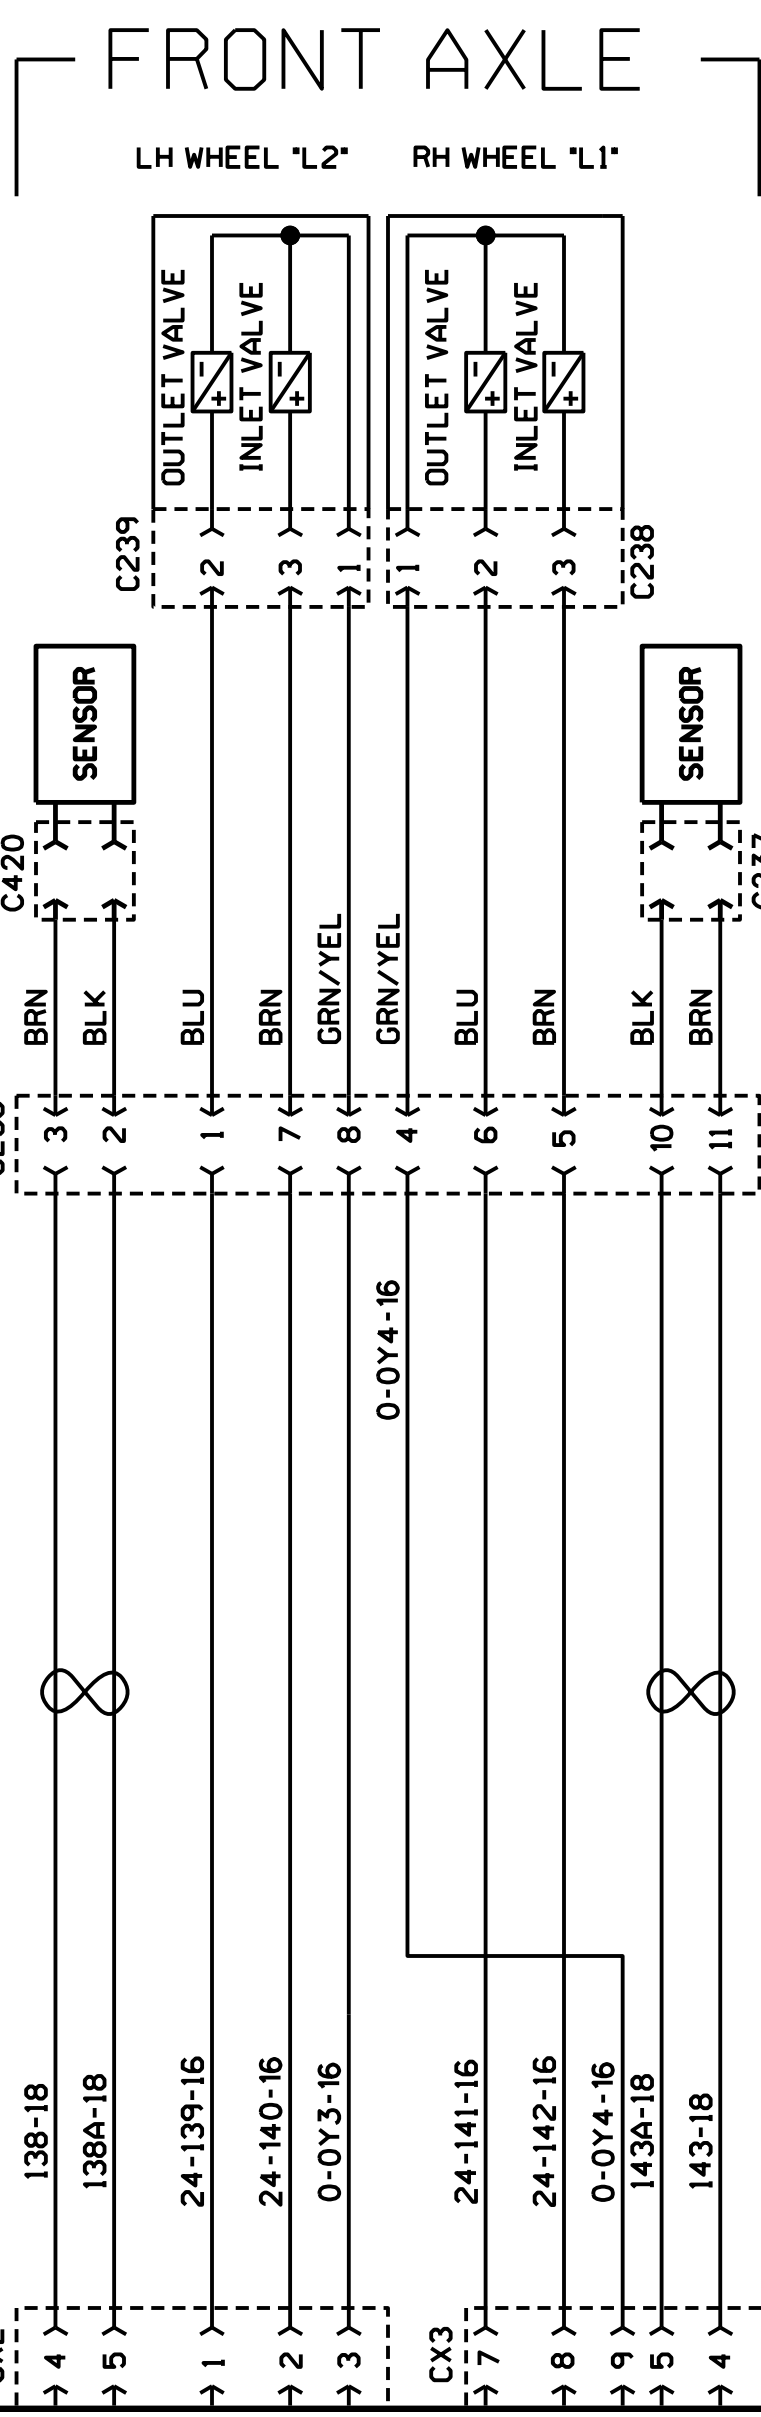 FRONT AXLE
LH WHEEL "L2"
RH WHEEL "L1"
OUTLET VALVE
INLET VALVE
OUTLET VALVE
INLET VALVE
- + - + - + - +
C239
2 3 1 1 2 3
C238
SENSOR
SENSOR
C420
BRN
BLK
BLU
BRN
GRN/YEL
GRN/YEL
BLU
BRN
BLK
BRN
3 2 1 7 8 4 6 5 10 11
0-0Y4-16
138-18
138A-18
24-139-16
24-140-16
0-0Y3-16
24-141-16
24-142-16
0-0Y4-16
143A-18
143-18
4 5 1 2 3
CX3
7 8 9 5 4